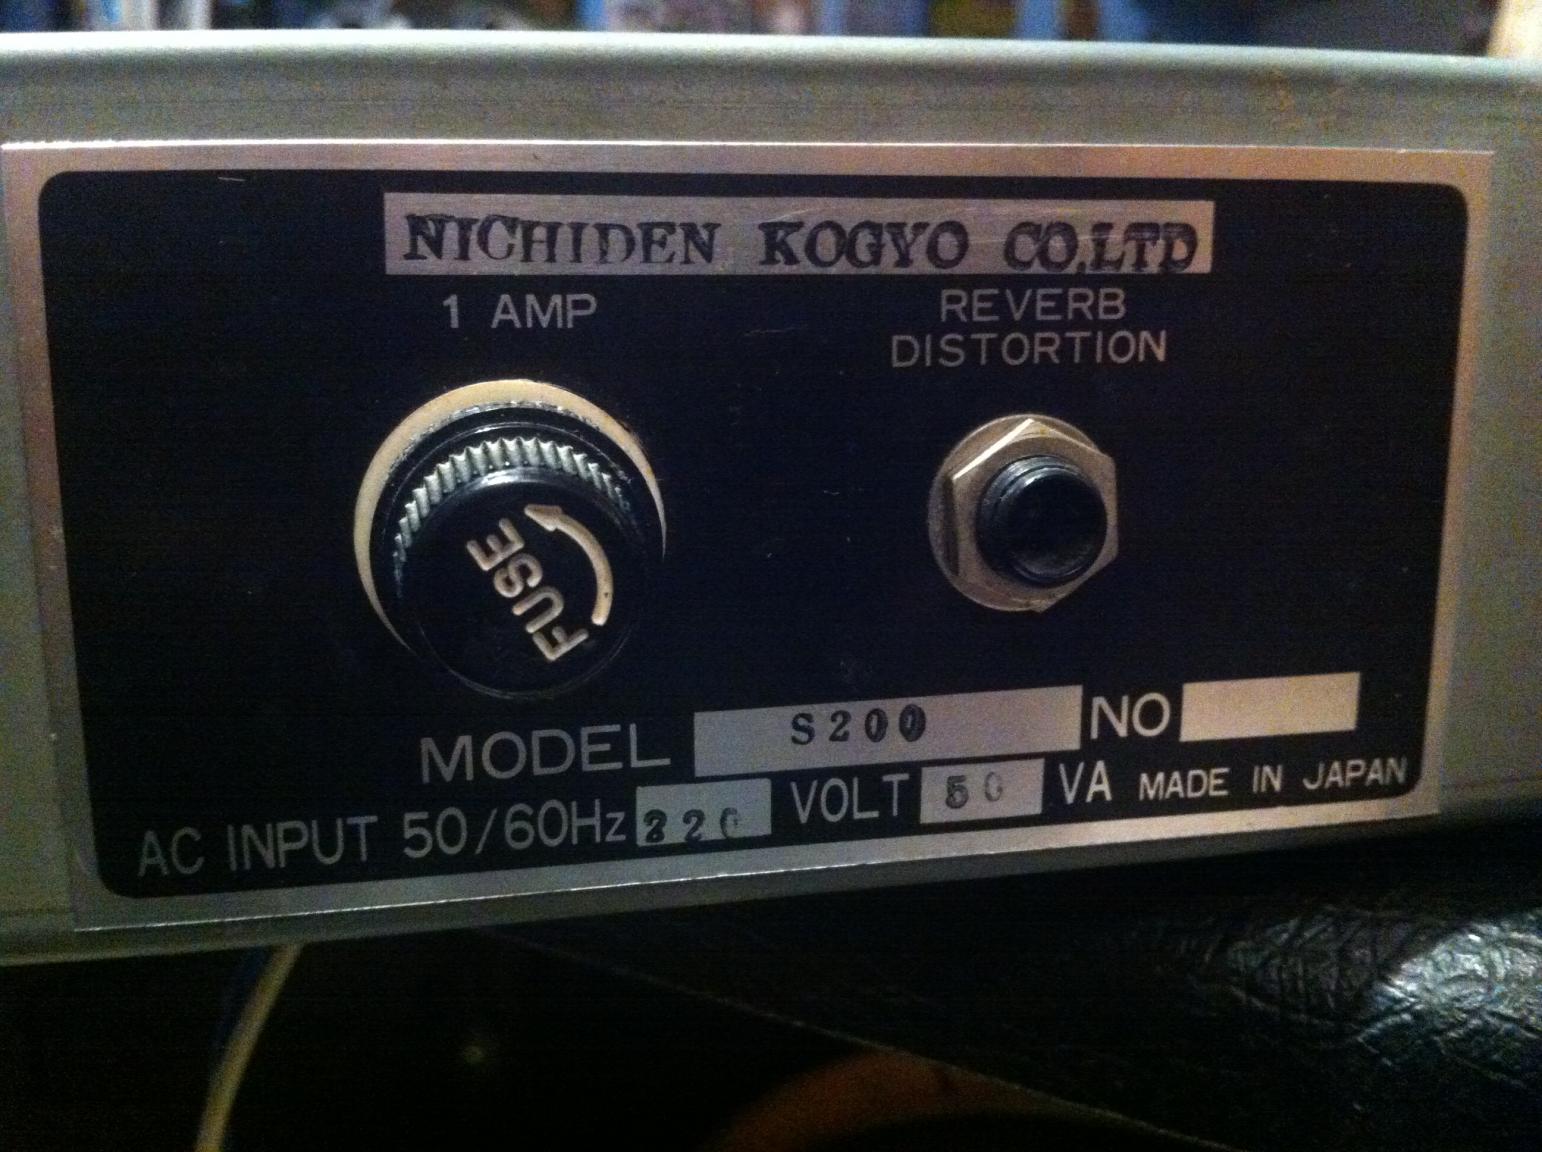 NICHIDEN KOGYO CO.LTD
1 AMP
REVERB
DISTORTION
FUSE
MODEL S200 NO
AC INPUT 50/60Hz 220 VOLT 50 VA MADE IN JAPAN